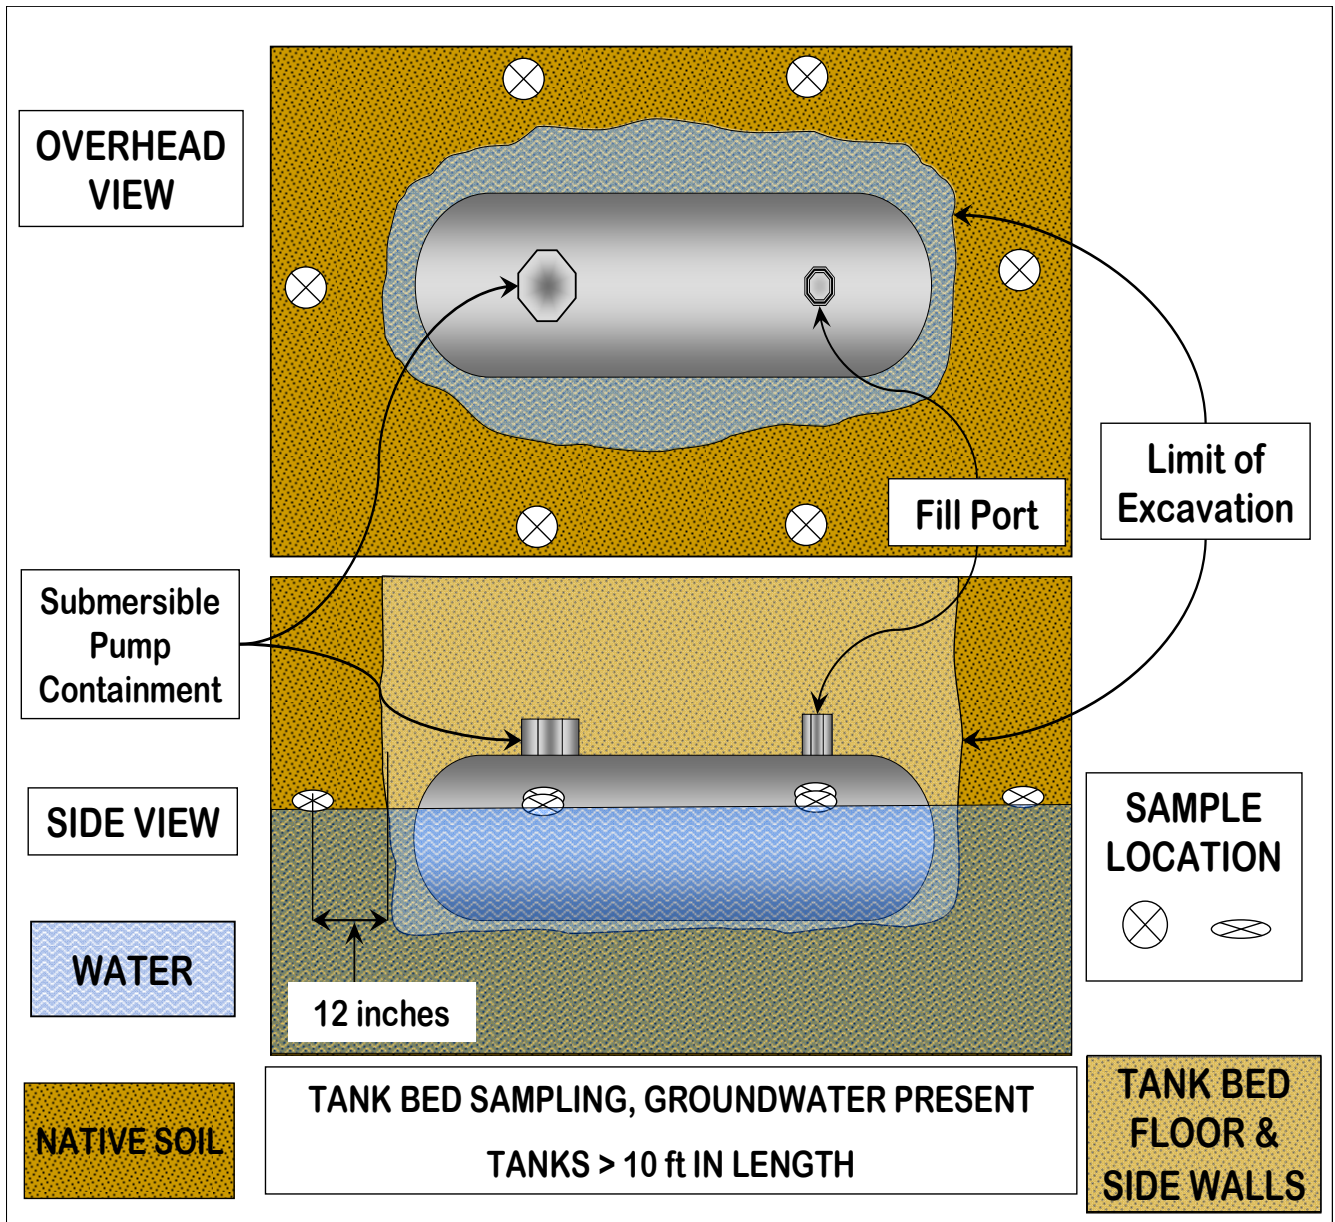 OVERHEAD
VIEW
Fill Port
Limit of
Excavation
Submersible
Pump
Containment
SIDE VIEW
SAMPLE
LOCATION
WATER
12 inches
NATIVE SOIL
TANK BED SAMPLING, GROUNDWATER PRESENT
TANKS > 10 ft IN LENGTH
TANK BED
FLOOR &
SIDE WALLS